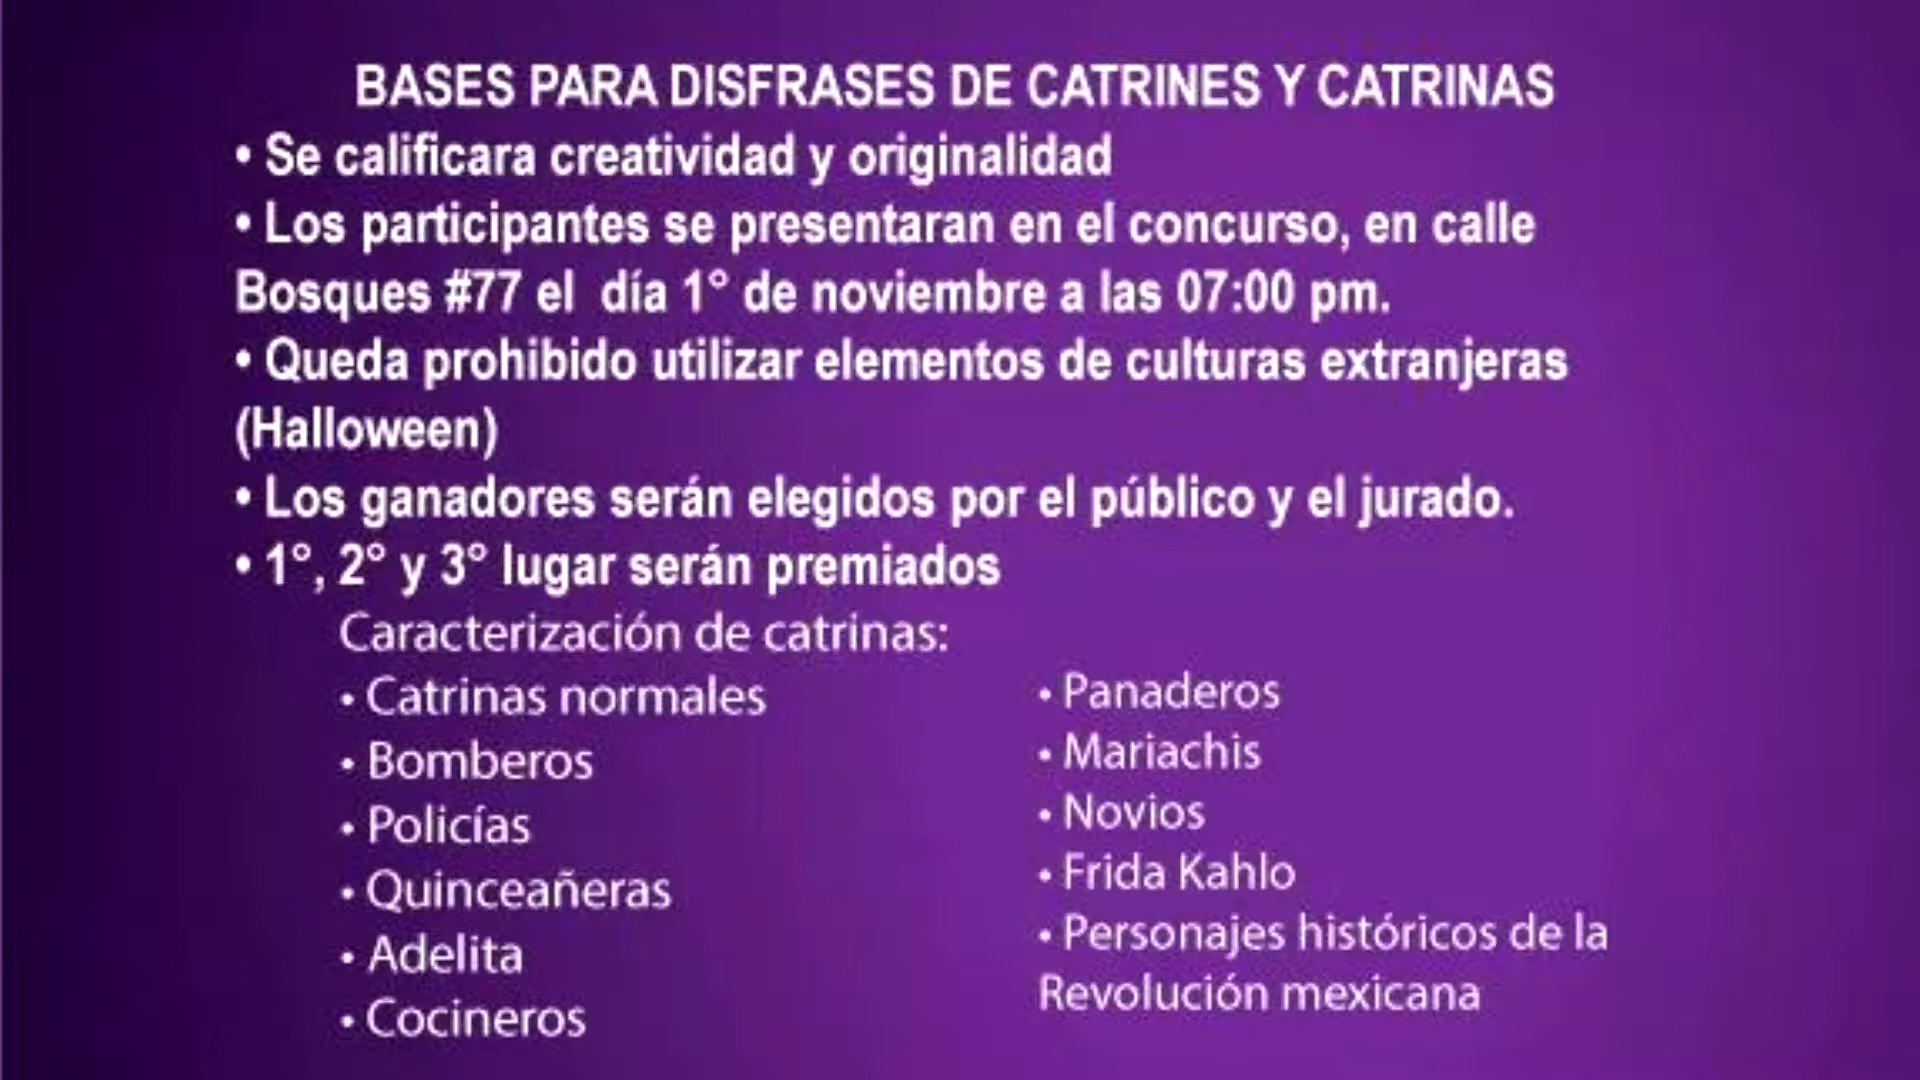 BASES PARA DISFRASES DE CATRINES Y CATRINAS
• Se calificara creatividad y originalidad
• Los participantes se presentaran en el concurso, en calle
Bosques #77 el día 1° de noviembre a las 07:00 pm.
• Queda prohibido utilizar elementos de culturas extranjeras
(Halloween)
• Los ganadores serán elegidos por el público y el jurado.
• 1°, 2° y 3° lugar serán premiados
Caracterización de catrinas:
• Catrinas normales
• Bomberos
• Policías
• Quinceañeras
• Adelita
• Cocineros
• Panaderos
• Mariachis
• Novios
• Frida Kahlo
• Personajes históricos de la
Revolución mexicana